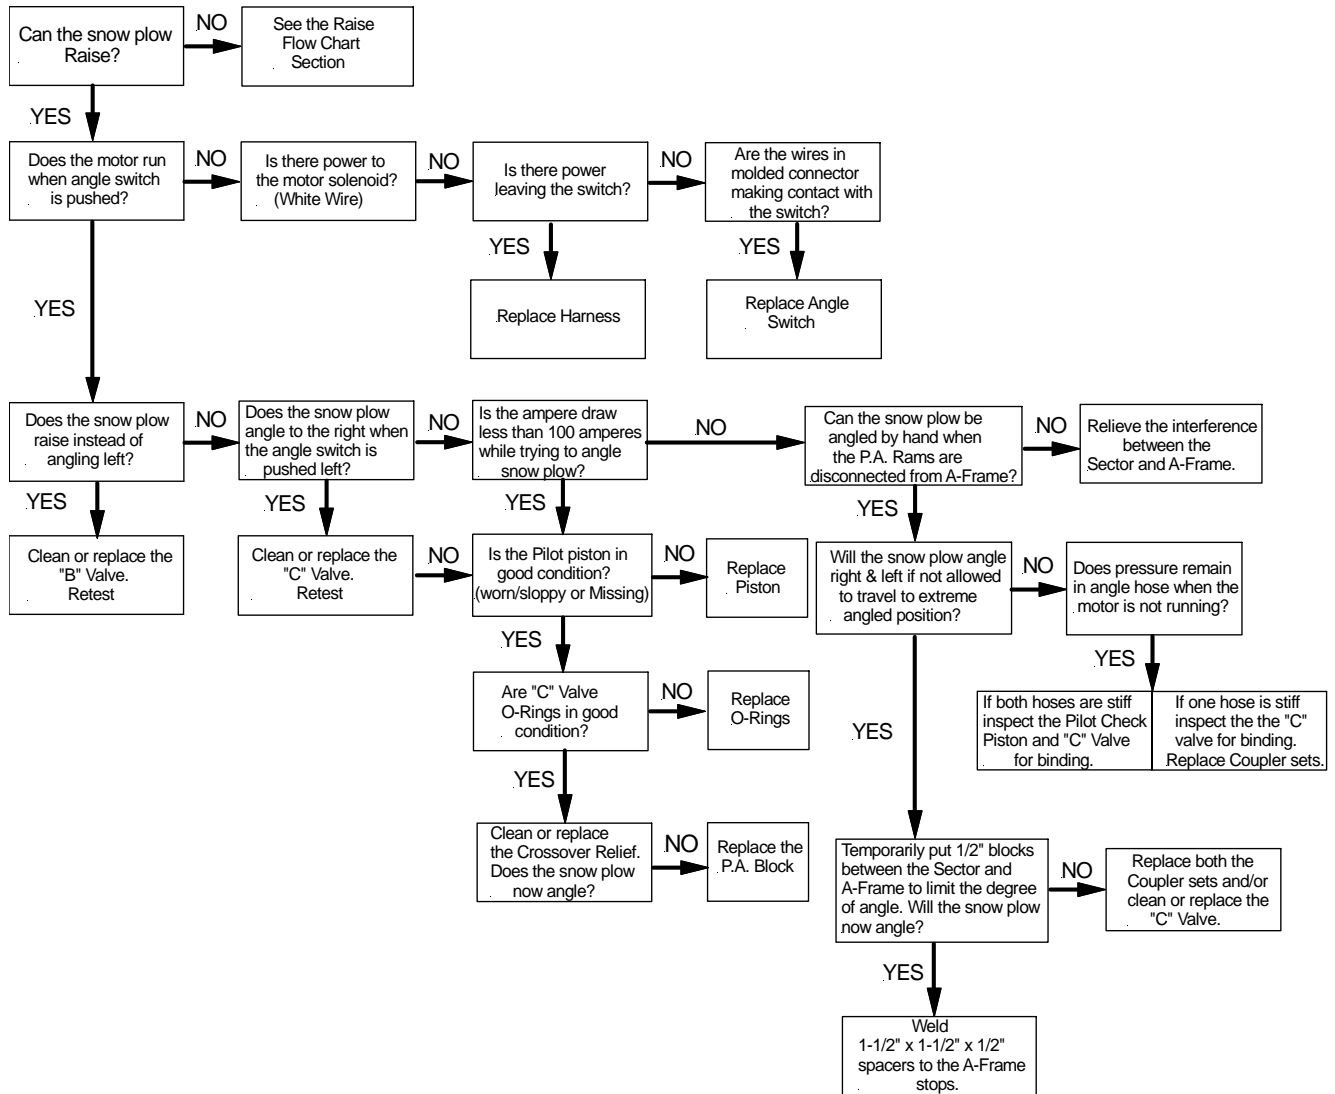 Can the snow plow
Raise?
NO
See the Raise
Flow Chart
Section
YES
Does the motor run
when angle switch
is pushed?
NO
Is there power to
the motor solenoid?
(White Wire)
NO
Is there power
leaving the switch?
NO
Are the wires in
molded connector
making contact with
the switch?
YES
YES
Replace Harness
Replace Angle
Switch
YES
Does the snow plow
raise instead of
angling left?
NO
Does the snow plow
angle to the right when
the angle switch is
pushed left?
NO
Is the ampere draw
less than 100 amperes
while trying to angle
snow plow?
NO
Can the snow plow be
angled by hand when
the P.A. Rams are
disconnected from A-Frame?
NO
Relieve the interference
between the
Sector and A-Frame.
YES
YES
YES
YES
Clean or replace the
"B" Valve.
Retest
Clean or replace the
"C" Valve.
Retest
NO
Is the Pilot piston in
good condition?
(worn/sloppy or Missing)
NO
Replace
Piston
Will the snow plow angle
right & left if not allowed
to travel to extreme
angled position?
NO
Does pressure remain
in angle hose when the
motor is not running?
YES
YES
Are "C" Valve
O-Rings in good
condition?
NO
Replace
O-Rings
YES
If both hoses are stiff
inspect the Pilot Check
Piston and "C" Valve
for binding.
If one hose is stiff
inspect the the "C"
valve for binding.
Replace Coupler sets.
YES
Clean or replace
the Crossover Relief.
Does the snow plow
now angle?
NO
Replace the
P.A. Block
Temporarily put 1/2" blocks
between the Sector and
A-Frame to limit the degree
of angle. Will the snow plow
now angle?
NO
Replace both the
Coupler sets and/or
clean or replace the
"C" Valve.
YES
Weld
1-1/2" x 1-1/2" x 1/2"
spacers to the A-Frame
stops.